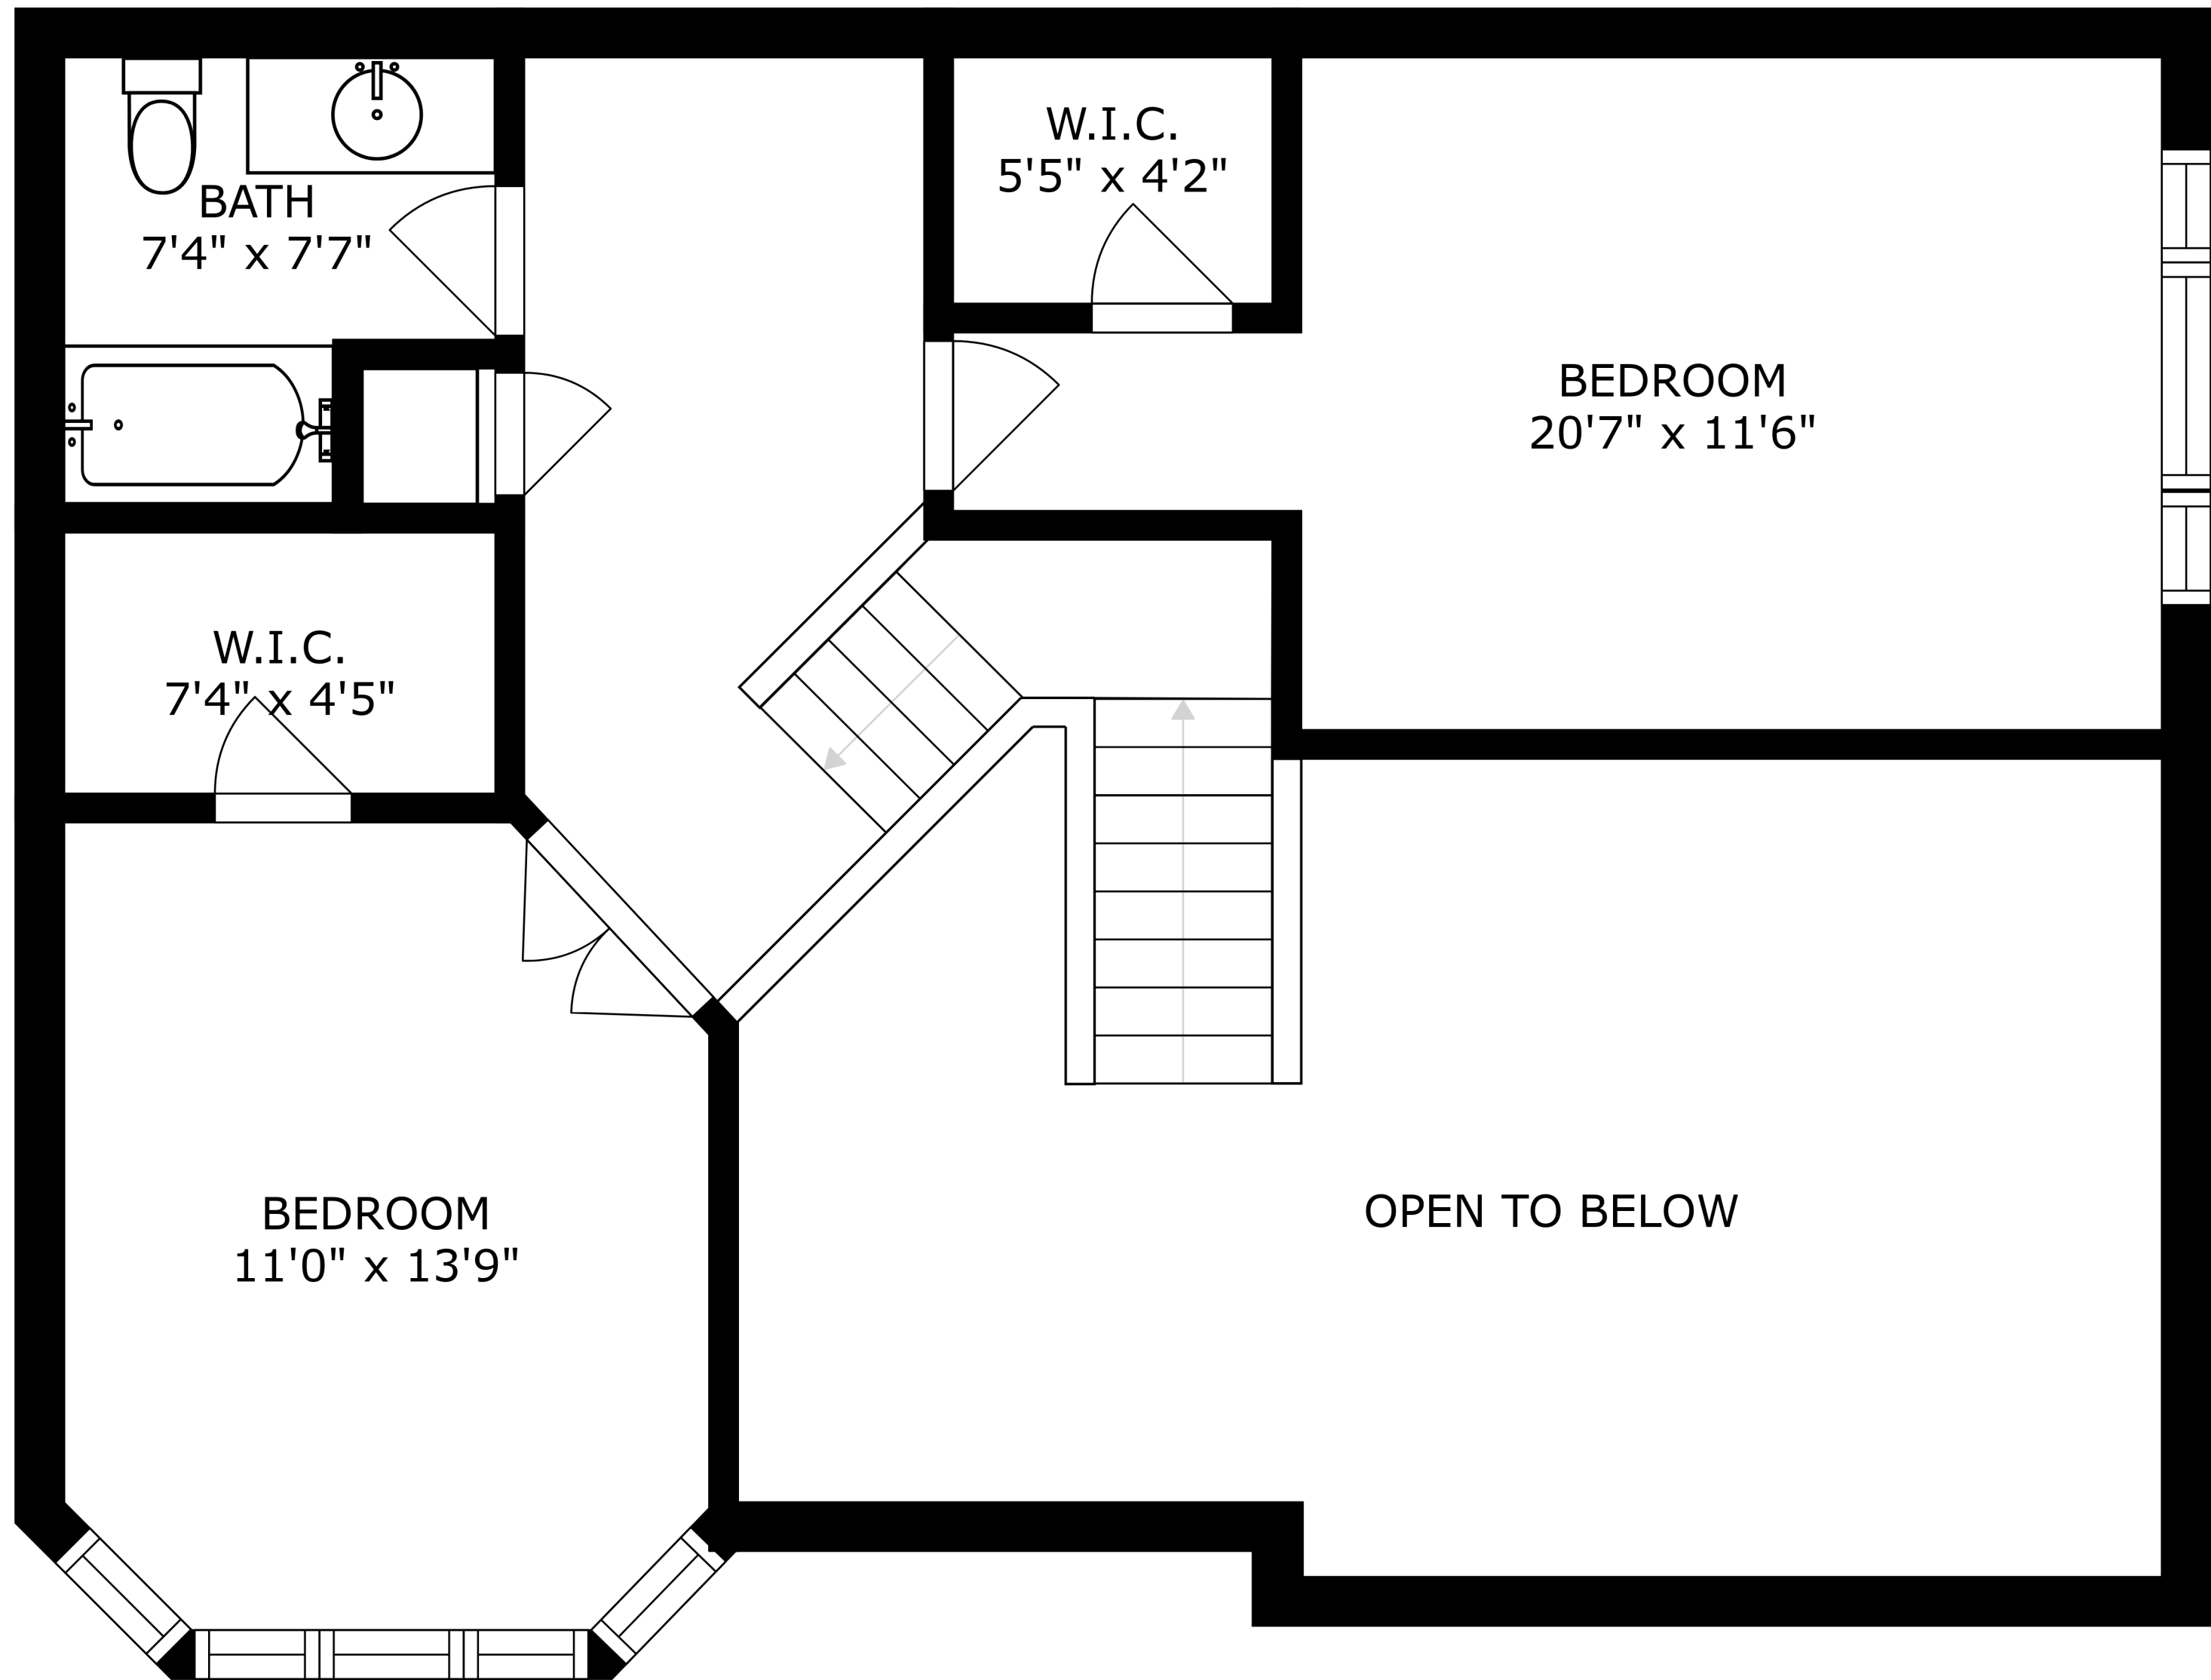 W.I.C.
5'5" x 4'2"
BATH
7'4" x 7'7"
BEDROOM
20'7" x 11'6"
W.I.C.
7'4" x 4'5"
BEDROOM
11'0" x 13'9"
OPEN TO BELOW